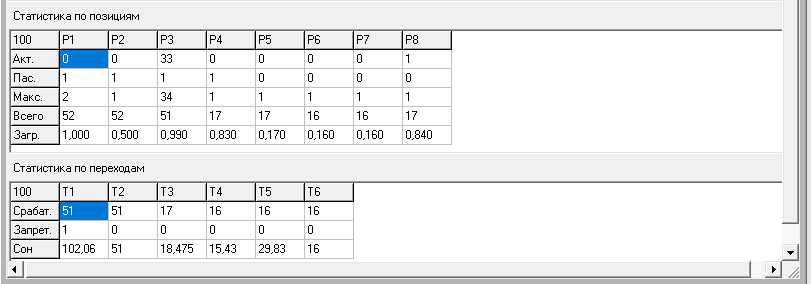 Статистика по позициям
100 P1 P2 P3 P4 P5 P6 P7 P8
Акт. 0 0 33 0 0 0 0 1
Пас. 1 1 1 1 0 0 0 0
Макс. 2 1 34 1 1 1 1 1
Всего 52 52 51 17 17 16 16 17
Загр. 1,000 0,500 0,990 0,830 0,170 0,160 0,160 0,840
Статистика по переходам
100 T1 T2 T3 T4 T5 T6
Срабат. 51 51 17 16 16 16
Запрет. 1 0 0 0 0 0
Сон 102,06 51 18,475 15,43 29,83 16